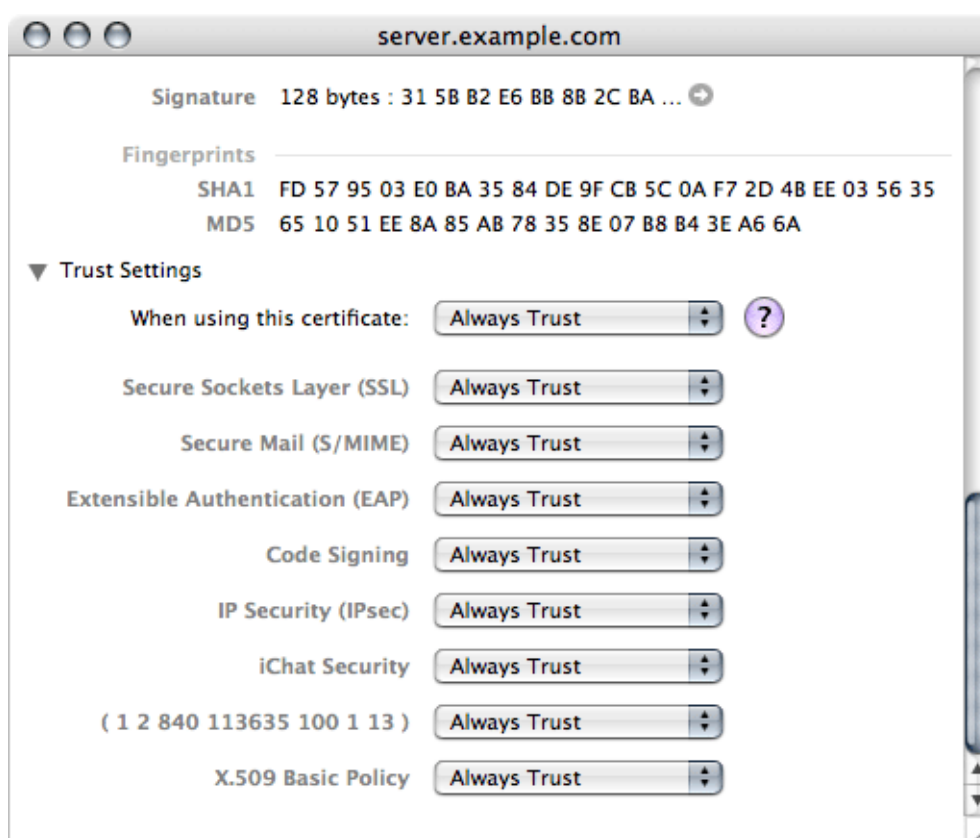 server.example.com
Signature 128 bytes : 31 5B B2 E6 BB 8B 2C BA ...
Fingerprints
SHA1 FD 57 95 03 E0 BA 35 84 DE 9F CB 5C 0A F7 2D 4B EE 03 56 35
MD5 65 10 51 EE 8A 85 AB 78 35 8E 07 B8 B4 3E A6 6A
Trust Settings
When using this certificate: Always Trust ?
Secure Sockets Layer (SSL) Always Trust
Secure Mail (S/MIME) Always Trust
Extensible Authentication (EAP) Always Trust
Code Signing Always Trust
IP Security (IPsec) Always Trust
iChat Security Always Trust
( 1 2 840 113635 100 1 13 ) Always Trust
X.509 Basic Policy Always Trust